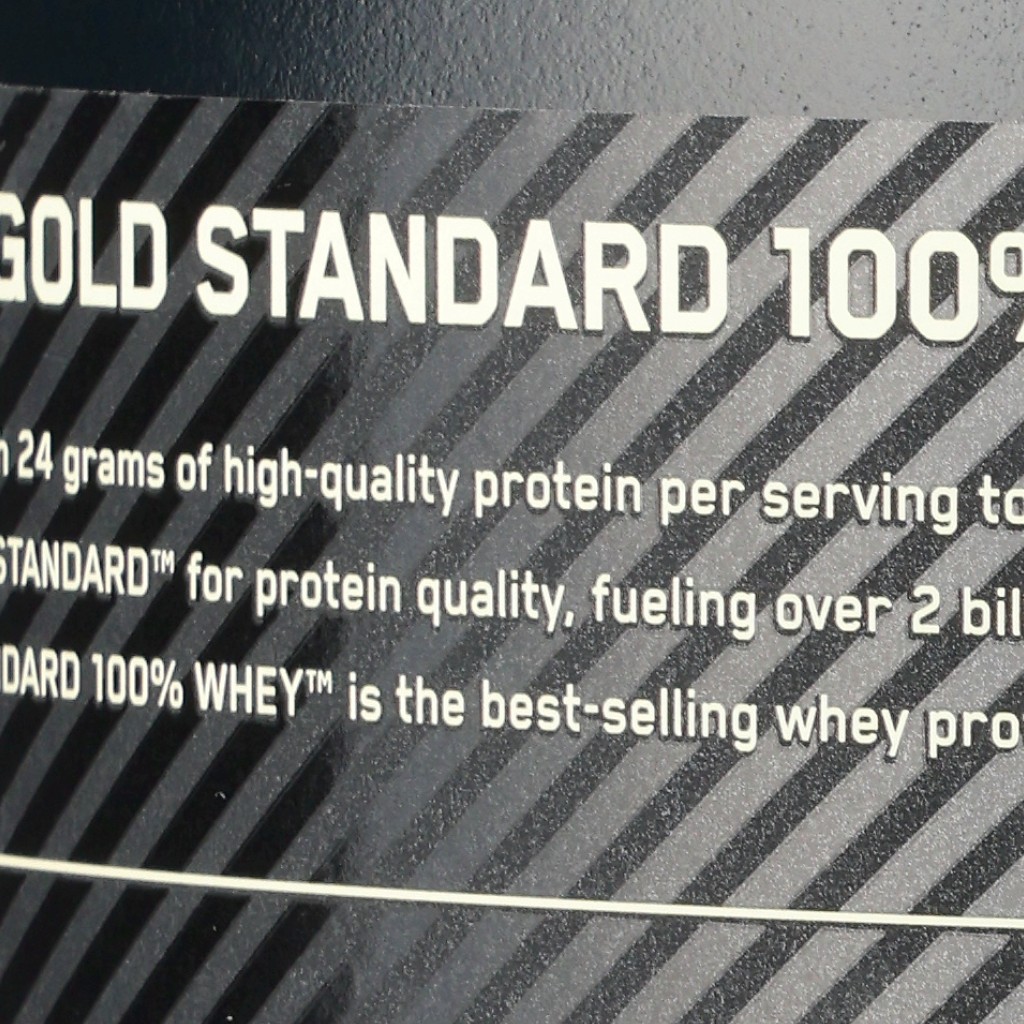 GOLD STANDARD 100%
24 grams of high-quality protein per serving to
STANDARD™ for protein quality, fueling over 2 bil
DARD 100% WHEY™ is the best-selling whey pro